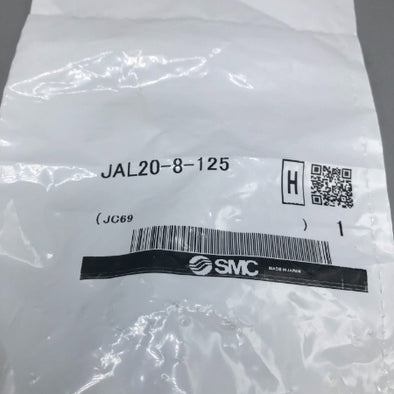 JAL20-8-125
H
(JC69 ) 1
SMC MADE IN JAPAN